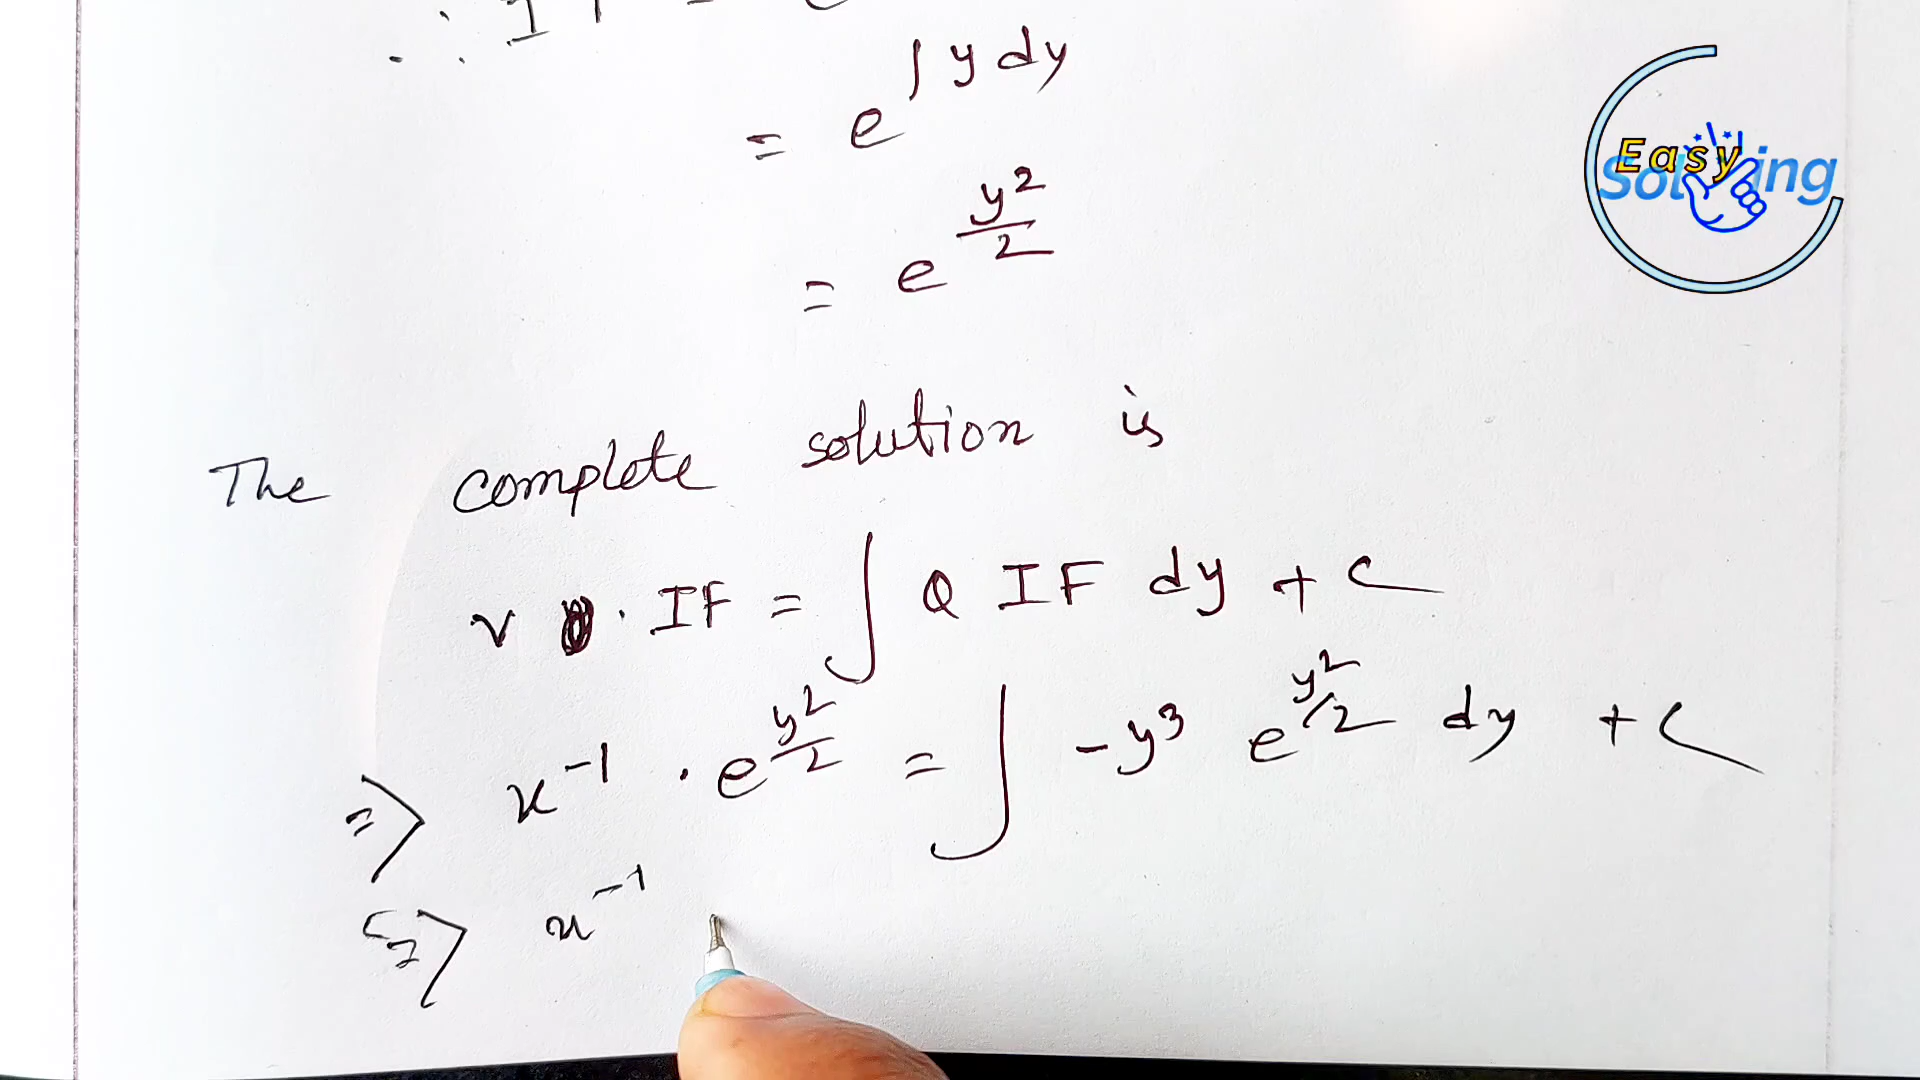 ∴ IF = e
= e^∫ y dy
= e^(y²/2)
Easy
Solving
The complete solution is
v · IF = ∫ Q IF dy + C
=> x⁻¹ · e^(y²/2) = ∫ -y³ e^(y²/2) dy + C
=> x⁻¹